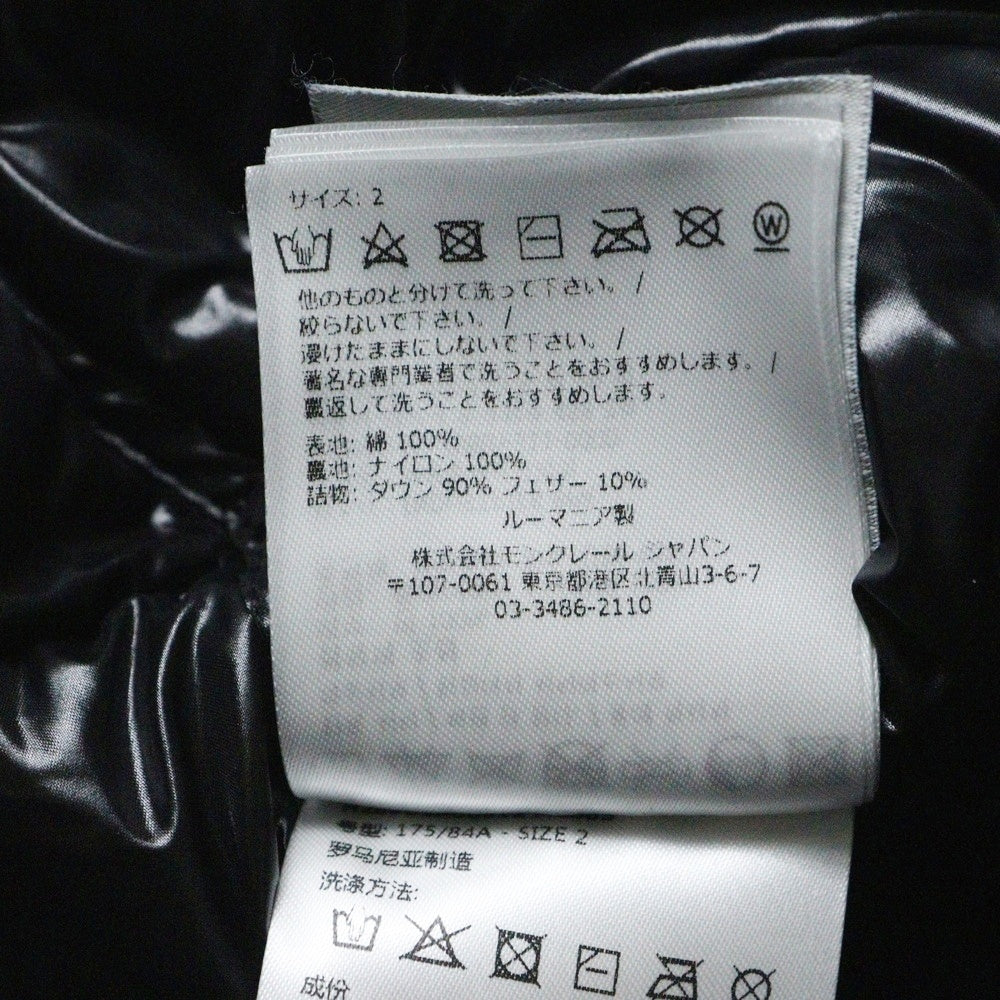 サイズ: 2
W
他のものと分けて洗って下さい。 /
絞らないで下さい。 /
浸けたままにしないで下さい。 /
著名な専門業者で洗うことをおすすめします。 /
裏返して洗うことをおすすめします。
表地: 綿 100%
裏地: ナイロン 100%
詰物: ダウン 90% フェザー 10%
ルーマニア製
株式会社モンクレール ジャパン
〒107-0061 東京都港区北青山3-6-7
03-3486-2110
号型: 175/84A - SIZE 2
罗马尼亚制造
洗涤方法:
成份